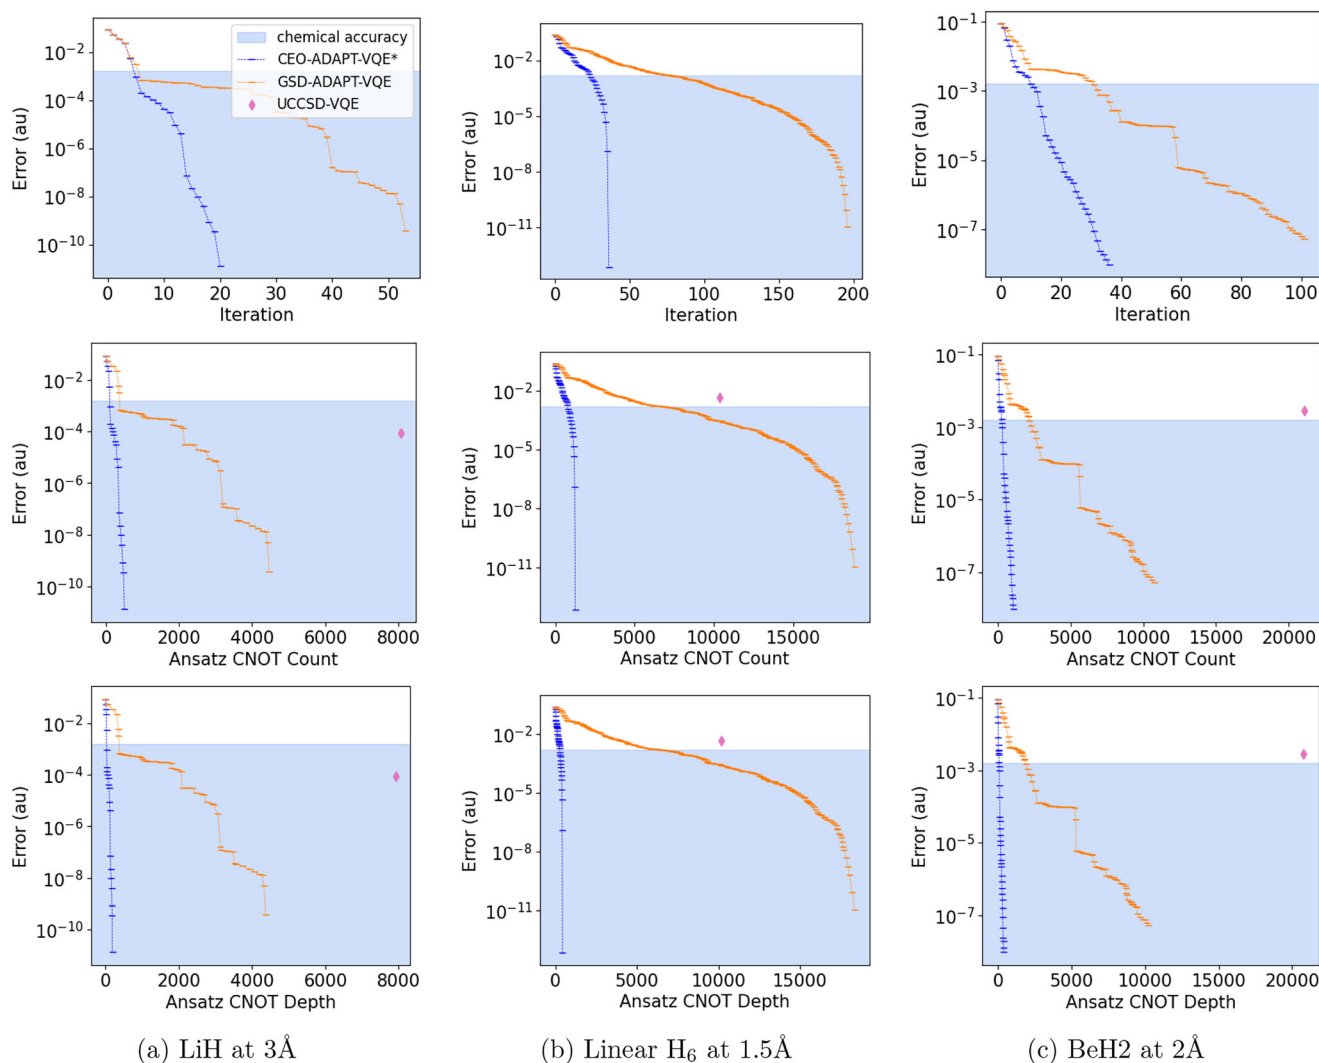 chemical accuracy
CEO-ADAPT-VQE*
GSD-ADAPT-VQE
UCCSD-VQE
Error (au)
10⁻²
10⁻⁴
10⁻⁶
10⁻⁸
10⁻¹⁰
0 10 20 30 40 50
Iteration
Error (au)
10⁻²
10⁻⁵
10⁻⁸
10⁻¹¹
0 50 100 150 200
Iteration
Error (au)
10⁻¹
10⁻³
10⁻⁵
10⁻⁷
0 20 40 60 80 100
Iteration
Error (au)
10⁻²
10⁻⁴
10⁻⁶
10⁻⁸
10⁻¹⁰
0 2000 4000 6000 8000
Ansatz CNOT Count
Error (au)
10⁻²
10⁻⁵
10⁻⁸
10⁻¹¹
0 5000 10000 15000
Ansatz CNOT Count
Error (au)
10⁻¹
10⁻³
10⁻⁵
10⁻⁷
0 5000 10000 15000 20000
Ansatz CNOT Count
Error (au)
10⁻²
10⁻⁴
10⁻⁶
10⁻⁸
10⁻¹⁰
0 2000 4000 6000 8000
Ansatz CNOT Depth
Error (au)
10⁻²
10⁻⁵
10⁻⁸
10⁻¹¹
0 5000 10000 15000
Ansatz CNOT Depth
Error (au)
10⁻¹
10⁻³
10⁻⁵
10⁻⁷
0 5000 10000 15000 20000
Ansatz CNOT Depth
(a) LiH at 3Å
(b) Linear H₆ at 1.5Å
(c) BeH2 at 2Å